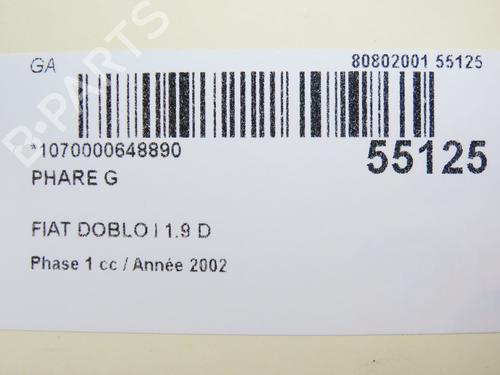 B-PARTS
GA 80802001 55125
*1070000648890 55125
PHARE G
FIAT DOBLO I 1.9 D
Phase 1 cc / Année 2002